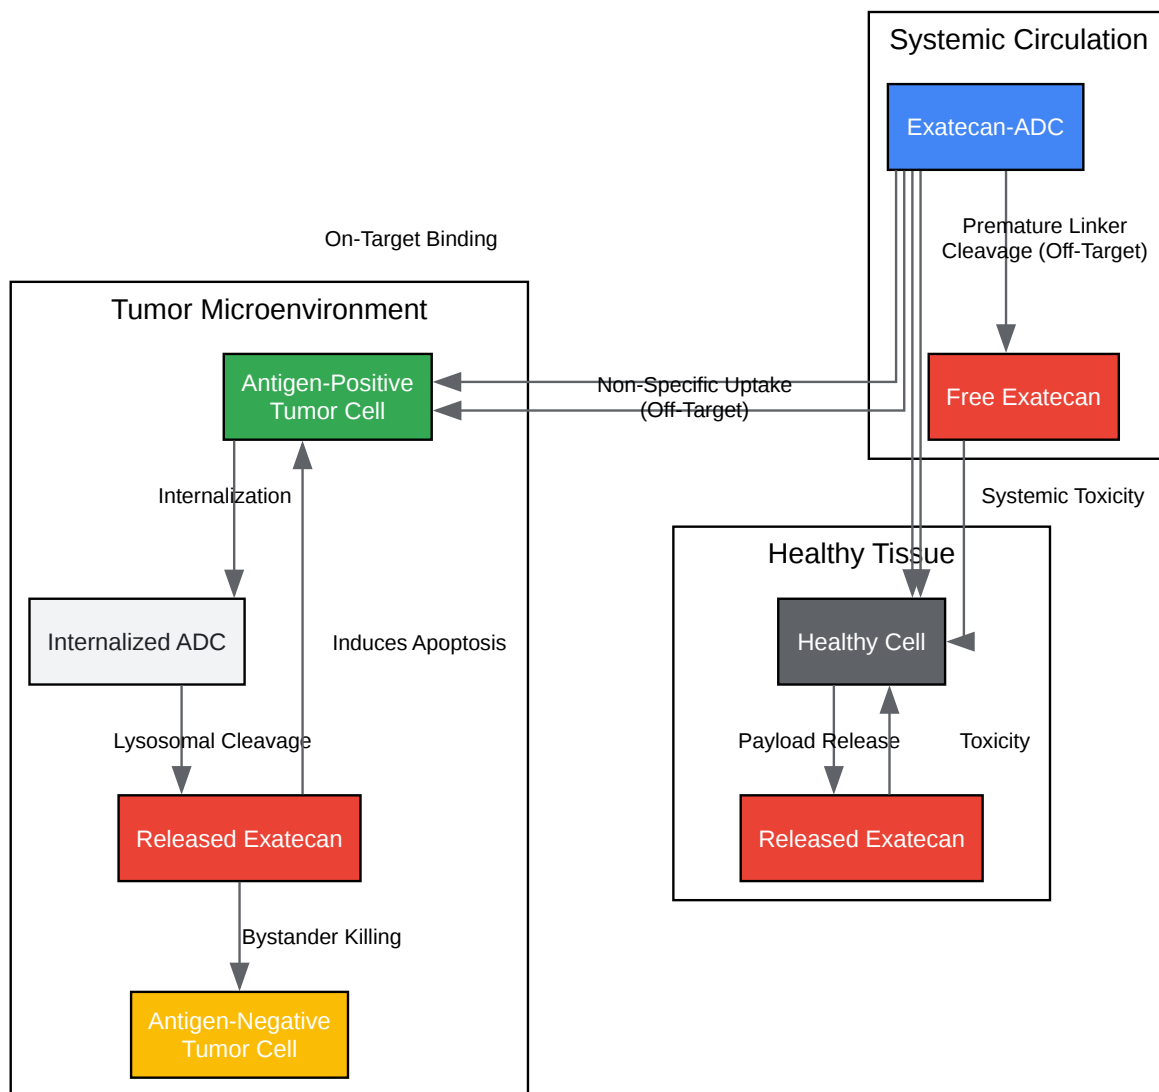 Systemic Circulation
Exatecan-ADC
Premature Linker
Cleavage (Off-Target)
On-Target Binding
Tumor Microenvironment
Antigen-Positive
Tumor Cell
Non-Specific Uptake
(Off-Target)
Free Exatecan
Internalization
Systemic Toxicity
Healthy Tissue
Internalized ADC
Induces Apoptosis
Healthy Cell
Lysosomal Cleavage
Payload Release
Toxicity
Released Exatecan
Released Exatecan
Bystander Killing
Antigen-Negative
Tumor Cell